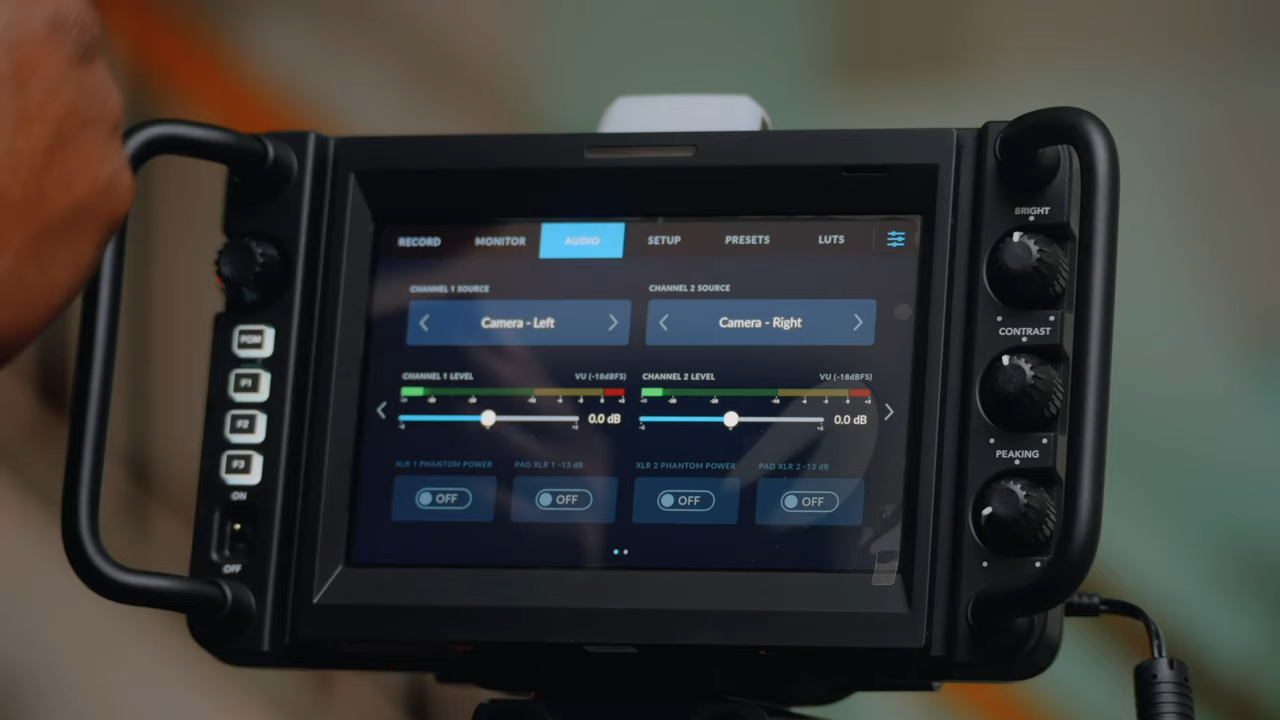 RECORD MONITOR AUDIO SETUP PRESETS LUTS
CHANNEL 1 SOURCE CHANNEL 2 SOURCE
Camera - Left Camera - Right
CHANNEL 1 LEVEL VU (-18dBFS) CHANNEL 2 LEVEL VU (-18dBFS)
0.0 dB 0.0 dB
XLR 1 PHANTOM POWER PAD XLR 1 -13 dB XLR 2 PHANTOM POWER PAD XLR 2 -13 dB
OFF OFF OFF OFF
PGM
F1
F2
F3
ON
OFF
BRIGHT
CONTRAST
PEAKING